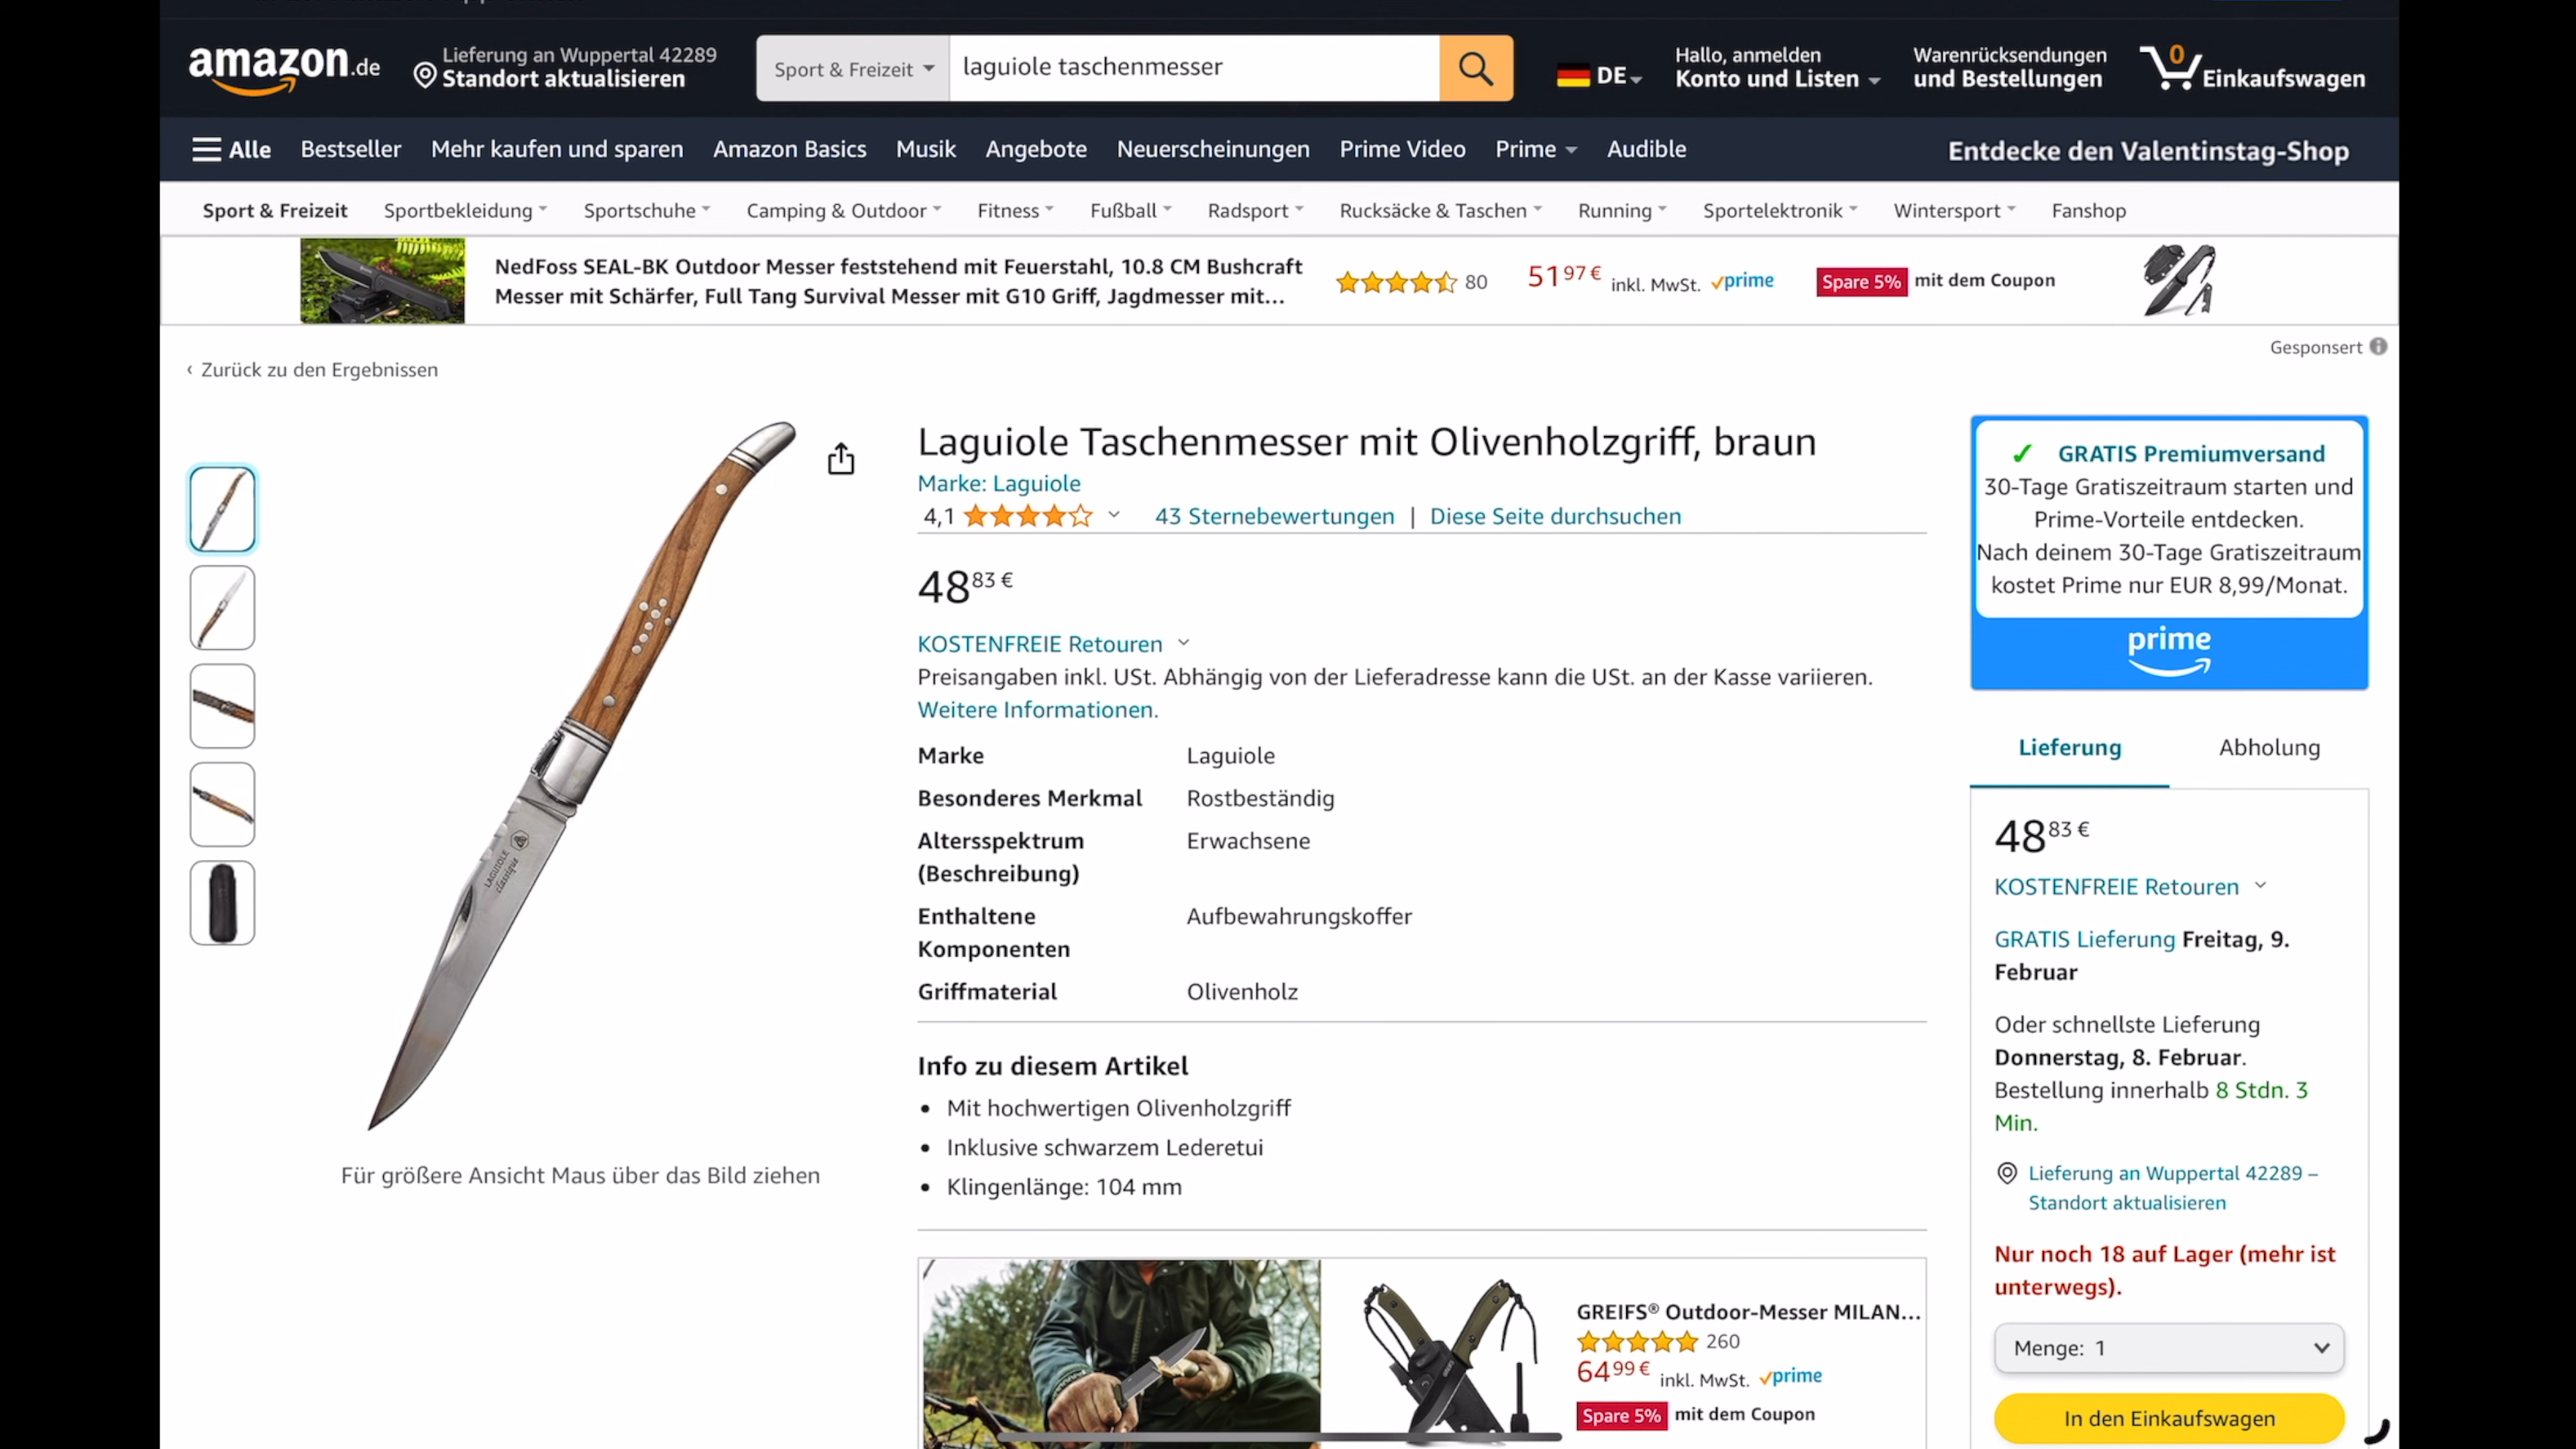 amazon.de
Lieferung an Wuppertal 42289
Standort aktualisieren
Sport & Freizeit
laguiole taschenmesser
DE
Hallo, anmelden
Konto und Listen
Warenrücksendungen
und Bestellungen
0
Einkaufswagen
Alle
Bestseller
Mehr kaufen und sparen
Amazon Basics
Musik
Angebote
Neuerscheinungen
Prime Video
Prime
Audible
Entdecke den Valentinstag-Shop
Sport & Freizeit
Sportbekleidung
Sportschuhe
Camping & Outdoor
Fitness
Fußball
Radsport
Rucksäcke & Taschen
Running
Sportelektronik
Wintersport
Fanshop
NedFoss SEAL-BK Outdoor Messer feststehend mit Feuerstahl, 10.8 CM Bushcraft
Messer mit Schärfer, Full Tang Survival Messer mit G10 Griff, Jagdmesser mit...
80
5197 € inkl. MwSt. prime
Spare 5% mit dem Coupon
Gesponsert
‹ Zurück zu den Ergebnissen
LAGUIOLE
classique
Für größere Ansicht Maus über das Bild ziehen
Laguiole Taschenmesser mit Olivenholzgriff, braun
Marke: Laguiole
4,1
43 Sternebewertungen | Diese Seite durchsuchen
48 83 €
KOSTENFREIE Retouren
Preisangaben inkl. USt. Abhängig von der Lieferadresse kann die USt. an der Kasse variieren.
Weitere Informationen.
Marke Laguiole
Besonderes Merkmal Rostbeständig
Altersspektrum Erwachsene
(Beschreibung)
Enthaltene Aufbewahrungskoffer
Komponenten
Griffmaterial Olivenholz
Info zu diesem Artikel
• Mit hochwertigen Olivenholzgriff
• Inklusive schwarzem Lederetui
• Klingenlänge: 104 mm
GREIFS® Outdoor-Messer MILAN...
260
64 99 € inkl. MwSt. prime
Spare 5% mit dem Coupon
GRATIS Premiumversand
30-Tage Gratiszeitraum starten und
Prime-Vorteile entdecken.
Nach deinem 30-Tage Gratiszeitraum
kostet Prime nur EUR 8,99/Monat.
prime
Lieferung
Abholung
48 83 €
KOSTENFREIE Retouren
GRATIS Lieferung Freitag, 9.
Februar
Oder schnellste Lieferung
Donnerstag, 8. Februar.
Bestellung innerhalb 8 Stdn. 3
Min.
Lieferung an Wuppertal 42289 –
Standort aktualisieren
Nur noch 18 auf Lager (mehr ist
unterwegs).
Menge: 1
In den Einkaufswagen